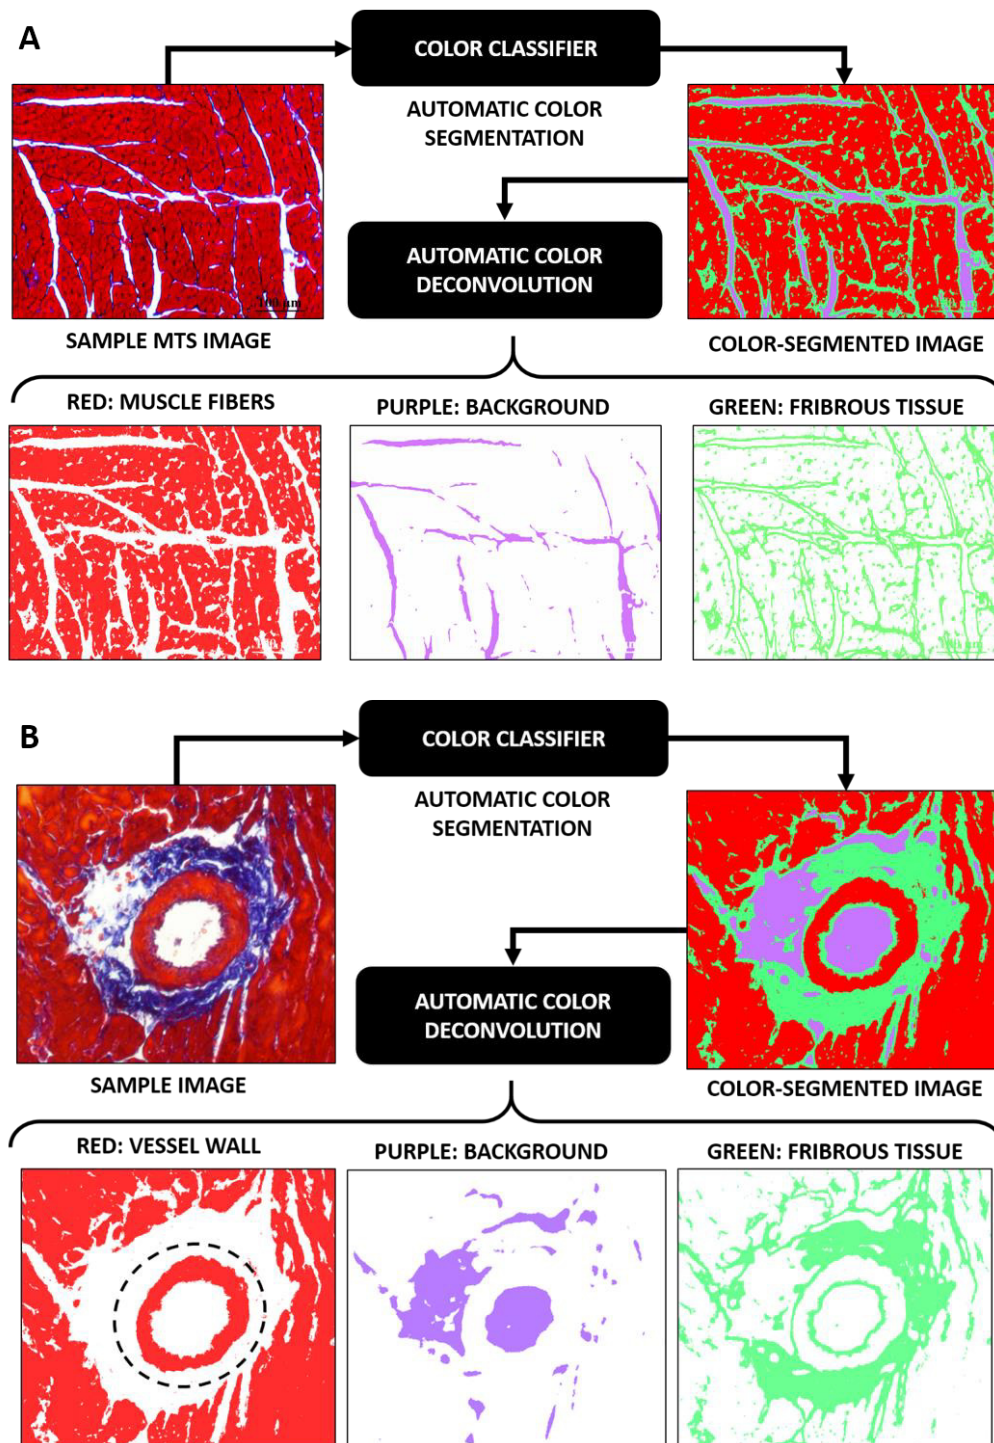 A
COLOR CLASSIFIER
AUTOMATIC COLOR
SEGMENTATION
AUTOMATIC COLOR
DECONVOLUTION
100 μm
SAMPLE MTS IMAGE
COLOR-SEGMENTED IMAGE
RED: MUSCLE FIBERS
PURPLE: BACKGROUND
GREEN: FRIBROUS TISSUE
B
COLOR CLASSIFIER
AUTOMATIC COLOR
SEGMENTATION
AUTOMATIC COLOR
DECONVOLUTION
SAMPLE IMAGE
COLOR-SEGMENTED IMAGE
RED: VESSEL WALL
PURPLE: BACKGROUND
GREEN: FRIBROUS TISSUE